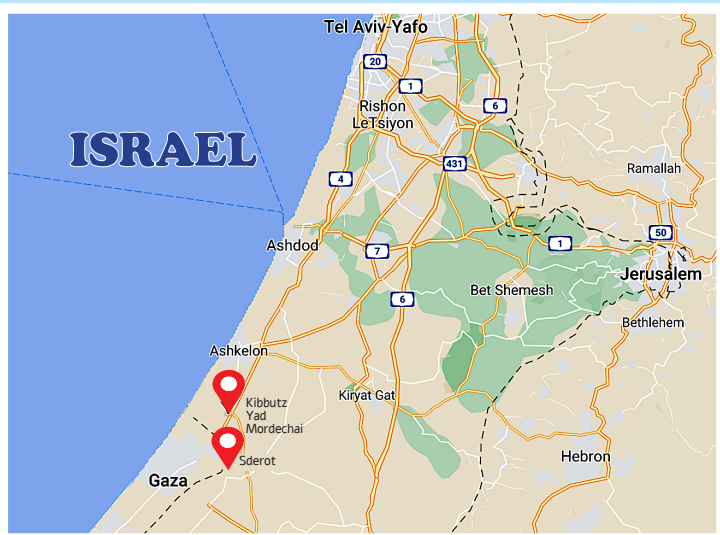 Tel Aviv-Yafo
20
1
6
Rishon
LeTsiyon
ISRAEL
431
4
Ramallah
50
Ashdod
7
1
Jerusalem
6
Bet Shemesh
Bethlehem
Ashkelon
Kibbutz
Yad
Mordechai
Kiryat Gat
Sderot
Hebron
Gaza